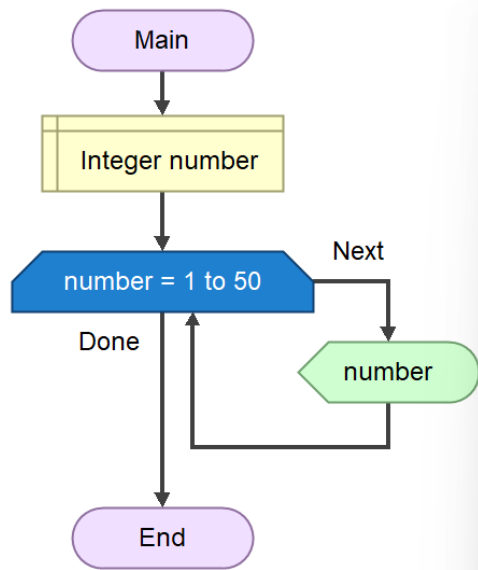 Main
Integer number
number = 1 to 50
Next
Done
number
End